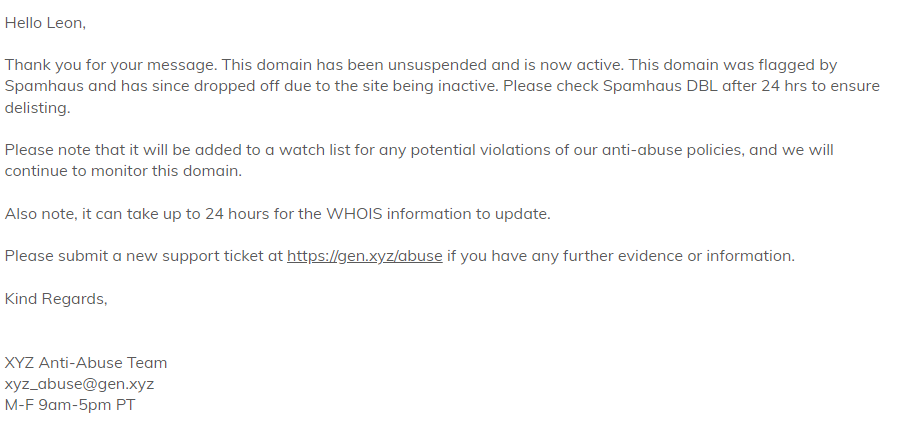 Hello Leon,
Thank you for your message. This domain has been unsuspended and is now active. This domain was flagged by
Spamhaus and has since dropped off due to the site being inactive. Please check Spamhaus DBL after 24 hrs to ensure
delisting.
Please note that it will be added to a watch list for any potential violations of our anti-abuse policies, and we will
continue to monitor this domain.
Also note, it can take up to 24 hours for the WHOIS information to update.
Please submit a new support ticket at https://gen.xyz/abuse if you have any further evidence or information.
Kind Regards,
XYZ Anti-Abuse Team
xyz_abuse@gen.xyz
M-F 9am-5pm PT